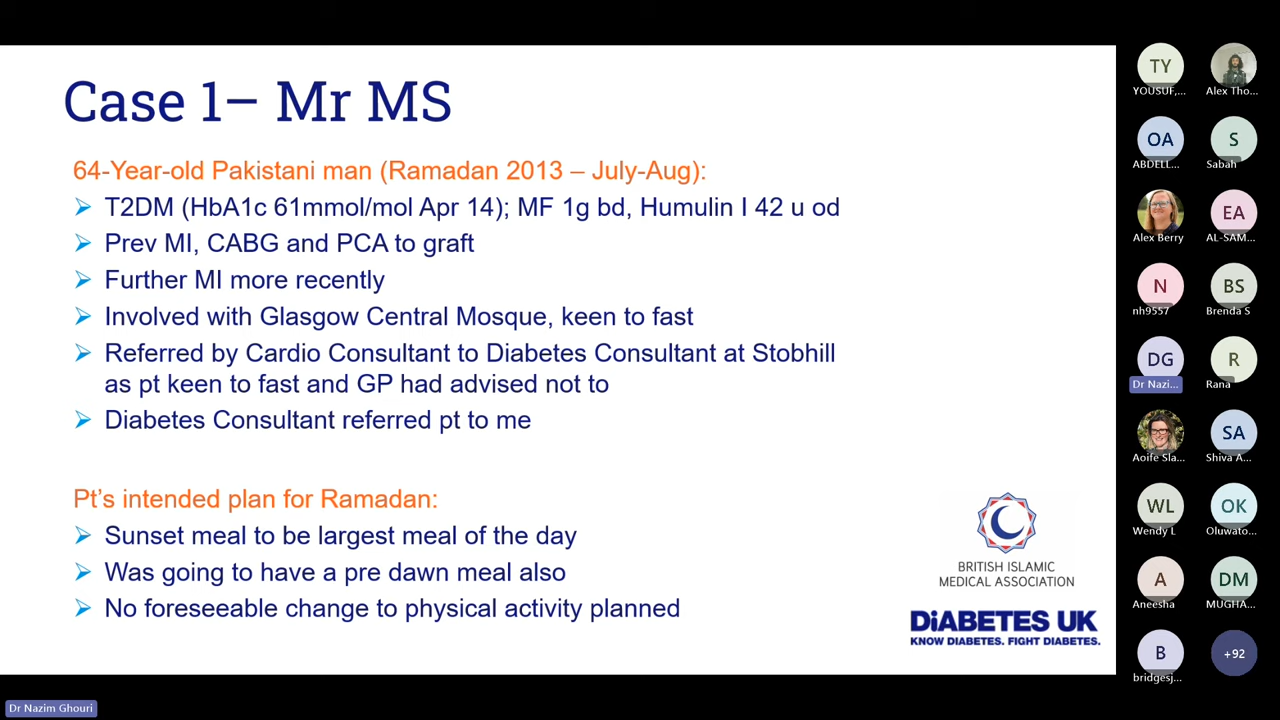 Case 1– Mr MS
64-Year-old Pakistani man (Ramadan 2013 – July-Aug):
T2DM (HbA1c 61mmol/mol Apr 14); MF 1g bd, Humulin I 42 u od
Prev MI, CABG and PCA to graft
Further MI more recently
Involved with Glasgow Central Mosque, keen to fast
Referred by Cardio Consultant to Diabetes Consultant at Stobhill
as pt keen to fast and GP had advised not to
Diabetes Consultant referred pt to me
Pt's intended plan for Ramadan:
Sunset meal to be largest meal of the day
Was going to have a pre dawn meal also
No foreseeable change to physical activity planned
BRITISH ISLAMIC
MEDICAL ASSOCIATION
DiABETES UK
KNOW DIABETES. FIGHT DIABETES.
TY
YOUSUF,...
Alex Tho...
OA
ABDELL...
S
Sabah
Alex Berry
EA
AL-SAM...
N
nh9557
BS
Brenda S
DG
Dr Nazi...
R
Rana
Aoife Sla...
SA
Shiva A...
WL
Wendy L
OK
Oluwato...
A
Aneesha
DM
MUGHA...
B
bridgesj...
+92
Dr Nazim Ghouri